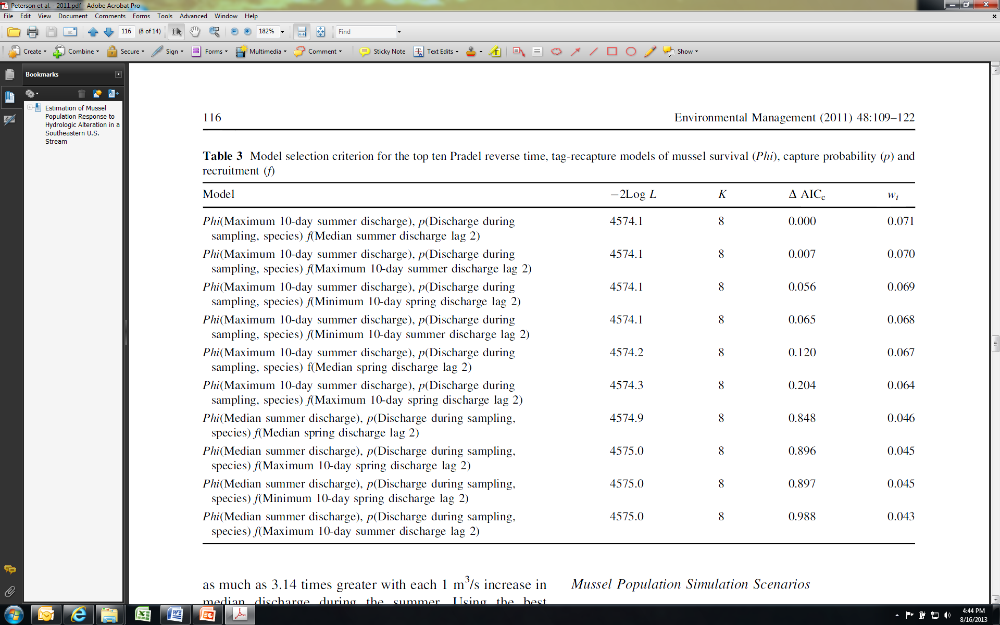 Peterson et al. - 2011.pdf - Adobe Acrobat Pro
File Edit View Document Comments Forms Tools Advanced Window Help
116 (8 of 14) 182% Find
Create Combine Secure Sign Forms Multimedia Comment Sticky Note Text Edits Show
Bookmarks
Estimation of Mussel
Population Response to
Hydrologic Alteration in a
Southeastern U.S.
Stream
116 Environmental Management (2011) 48:109–122
Table 3 Model selection criterion for the top ten Pradel reverse time, tag-recapture models of mussel survival (Phi), capture probability (p) and
recruitment (f)
Model −2Log L K Δ AICc wi
Phi(Maximum 10-day summer discharge), p(Discharge during 4574.1 8 0.000 0.071
sampling, species) f(Median summer discharge lag 2)
Phi(Maximum 10-day summer discharge), p(Discharge during 4574.1 8 0.007 0.070
sampling, species) f(Maximum 10-day summer discharge lag 2)
Phi(Maximum 10-day summer discharge), p(Discharge during 4574.1 8 0.056 0.069
sampling, species) f(Minimum 10-day spring discharge lag 2)
Phi(Maximum 10-day summer discharge), p(Discharge during 4574.1 8 0.065 0.068
sampling, species) f(Minimum 10-day summer discharge lag 2)
Phi(Maximum 10-day summer discharge), p(Discharge during 4574.2 8 0.120 0.067
sampling, species) f(Median spring discharge lag 2)
Phi(Maximum 10-day summer discharge), p(Discharge during 4574.3 8 0.204 0.064
sampling, species) f(Maximum 10-day spring discharge lag 2)
Phi(Median summer discharge), p(Discharge during sampling, 4574.9 8 0.848 0.046
species) f(Median spring discharge lag 2)
Phi(Median summer discharge), p(Discharge during sampling, 4575.0 8 0.896 0.045
species) f(Maximum 10-day spring discharge lag 2)
Phi(Median summer discharge), p(Discharge during sampling, 4575.0 8 0.897 0.045
species) f(Minimum 10-day spring discharge lag 2)
Phi(Median summer discharge), p(Discharge during sampling, 4575.0 8 0.988 0.043
species) f(Maximum 10-day summer discharge lag 2)
as much as 3.14 times greater with each 1 m³/s increase in
median discharge during the summer. Using the best
Mussel Population Simulation Scenarios
4:44 PM
8/16/2013